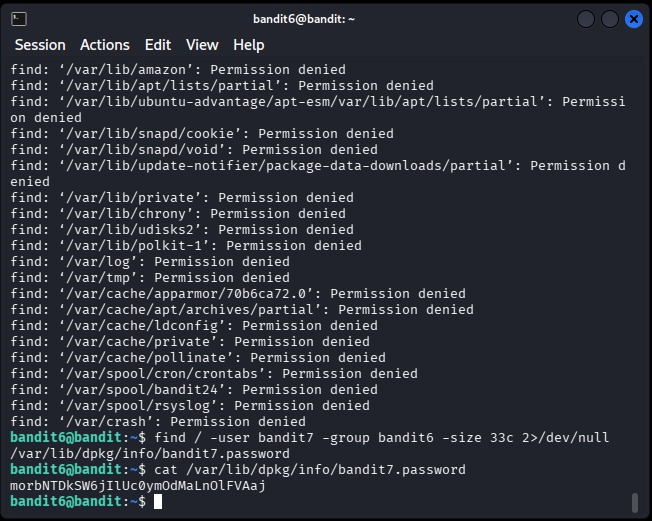 bandit6@bandit: ~
Session Actions Edit View Help
find: ‘/var/lib/amazon’: Permission denied
find: ‘/var/lib/apt/lists/partial’: Permission denied
find: ‘/var/lib/ubuntu-advantage/apt-esm/var/lib/apt/lists/partial’: Permissi
on denied
find: ‘/var/lib/snapd/cookie’: Permission denied
find: ‘/var/lib/snapd/void’: Permission denied
find: ‘/var/lib/update-notifier/package-data-downloads/partial’: Permission d
enied
find: ‘/var/lib/private’: Permission denied
find: ‘/var/lib/chrony’: Permission denied
find: ‘/var/lib/udisks2’: Permission denied
find: ‘/var/lib/polkit-1’: Permission denied
find: ‘/var/log’: Permission denied
find: ‘/var/tmp’: Permission denied
find: ‘/var/cache/apparmor/70b6ca72.0’: Permission denied
find: ‘/var/cache/apt/archives/partial’: Permission denied
find: ‘/var/cache/ldconfig’: Permission denied
find: ‘/var/cache/private’: Permission denied
find: ‘/var/cache/pollinate’: Permission denied
find: ‘/var/spool/cron/crontabs’: Permission denied
find: ‘/var/spool/bandit24’: Permission denied
find: ‘/var/spool/rsyslog’: Permission denied
find: ‘/var/crash’: Permission denied
bandit6@bandit:~$ find / -user bandit7 -group bandit6 -size 33c 2>/dev/null
/var/lib/dpkg/info/bandit7.password
bandit6@bandit:~$ cat /var/lib/dpkg/info/bandit7.password
morbNTDkSW6jIlUc0ymOdMaLnOlFVAaj
bandit6@bandit:~$